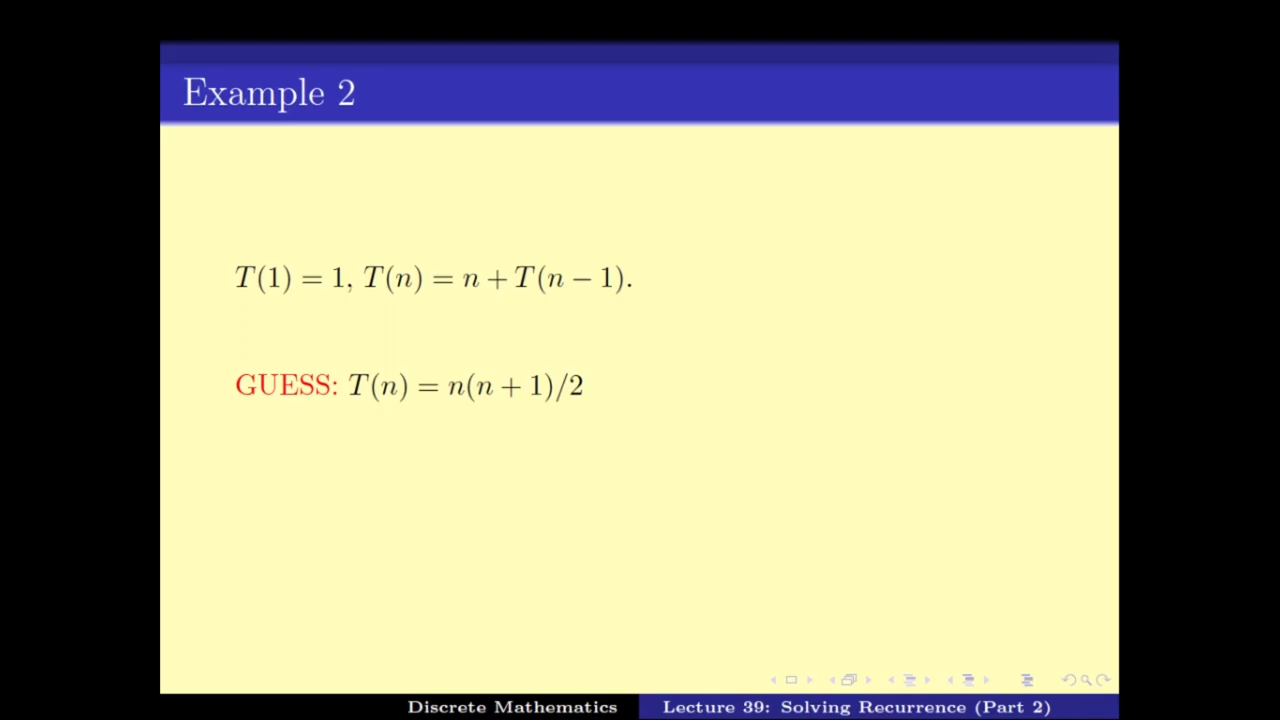 Example 2
T(1) = 1, T(n) = n + T(n − 1).
GUESS: T(n) = n(n + 1)/2
Discrete Mathematics
Lecture 39: Solving Recurrence (Part 2)